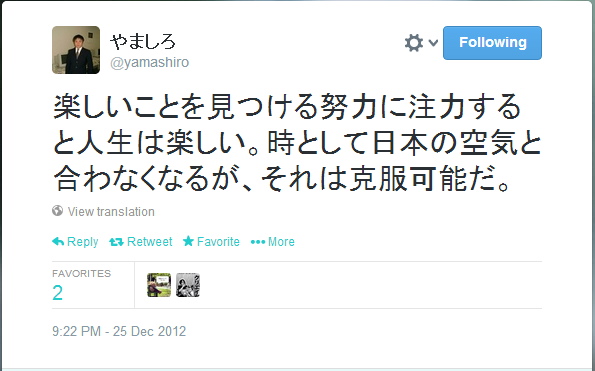 やましろ
@yamashiro
Following
楽しいことを見つける努力に注力する
と人生は楽しい。時として日本の空気と
合わなくなるが、それは克服可能だ。
View translation
Reply Retweet Favorite More
FAVORITES
2
9:22 PM - 25 Dec 2012